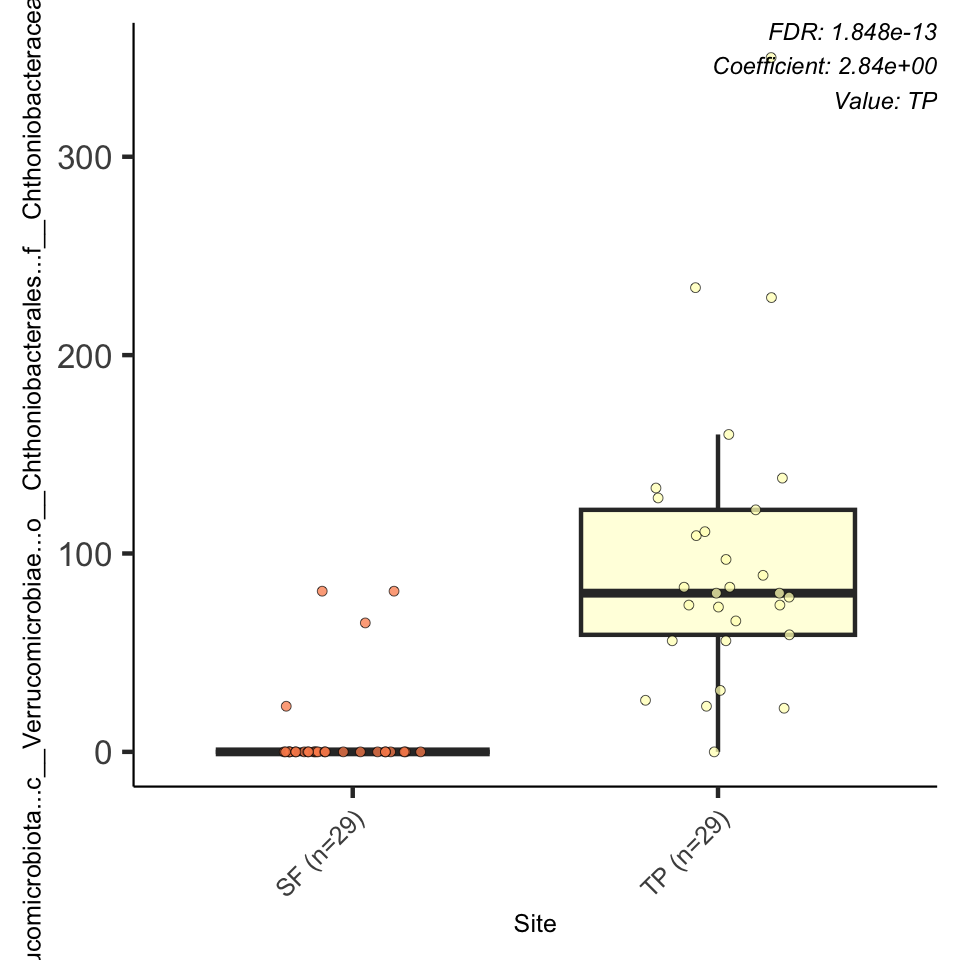 FDR: 1.848e-13
Coefficient: 2.84e+00
Value: TP
300
200
100
0
ucomicrobiota...c__Verrucomicrobiae...o__Chthoniobacterales...f__Chthoniobacteracea
SF (n=29)
TP (n=29)
Site